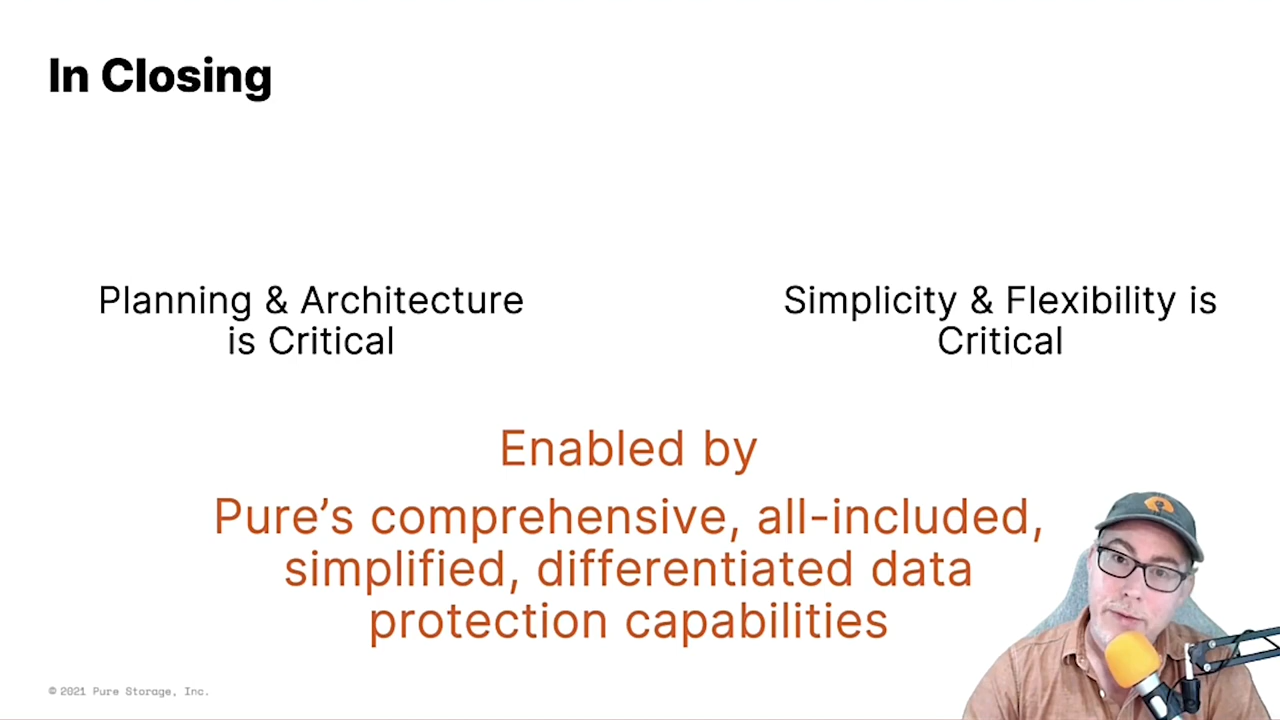 In Closing
Planning & Architecture
is Critical
Simplicity & Flexibility is
Critical
Enabled by
Pure’s comprehensive, all-included,
simplified, differentiated data
protection capabilities
© 2021 Pure Storage, Inc.